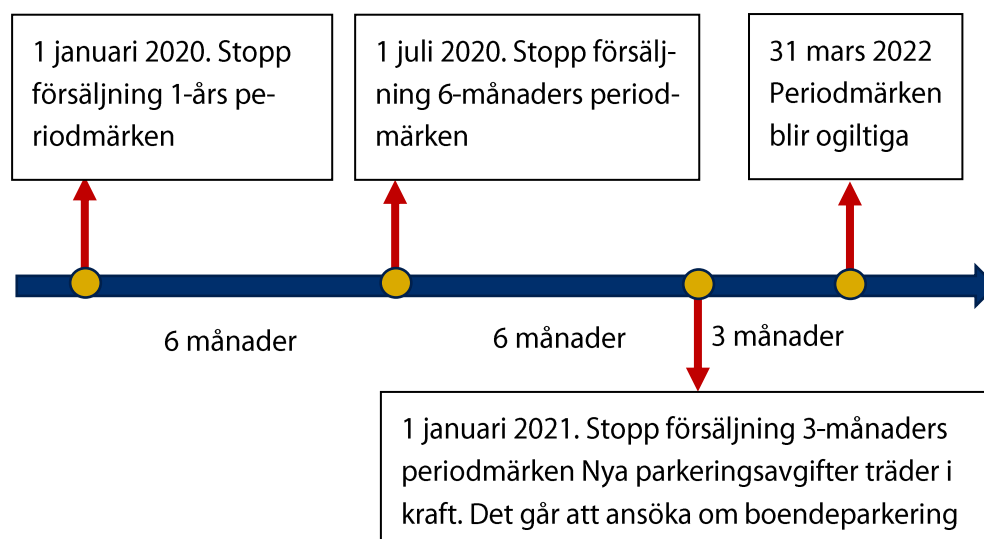 1 januari 2020. Stopp
försäljning 1-års pe-
riodmärken
1 juli 2020. Stopp försälj-
ning 6-månaders period-
märken
31 mars 2022
Periodmärken
blir ogiltiga
6 månader
6 månader
3 månader
1 januari 2021. Stopp försäljning 3-månaders
periodmärken Nya parkeringsavgifter träder i
kraft. Det går att ansöka om boendeparkering